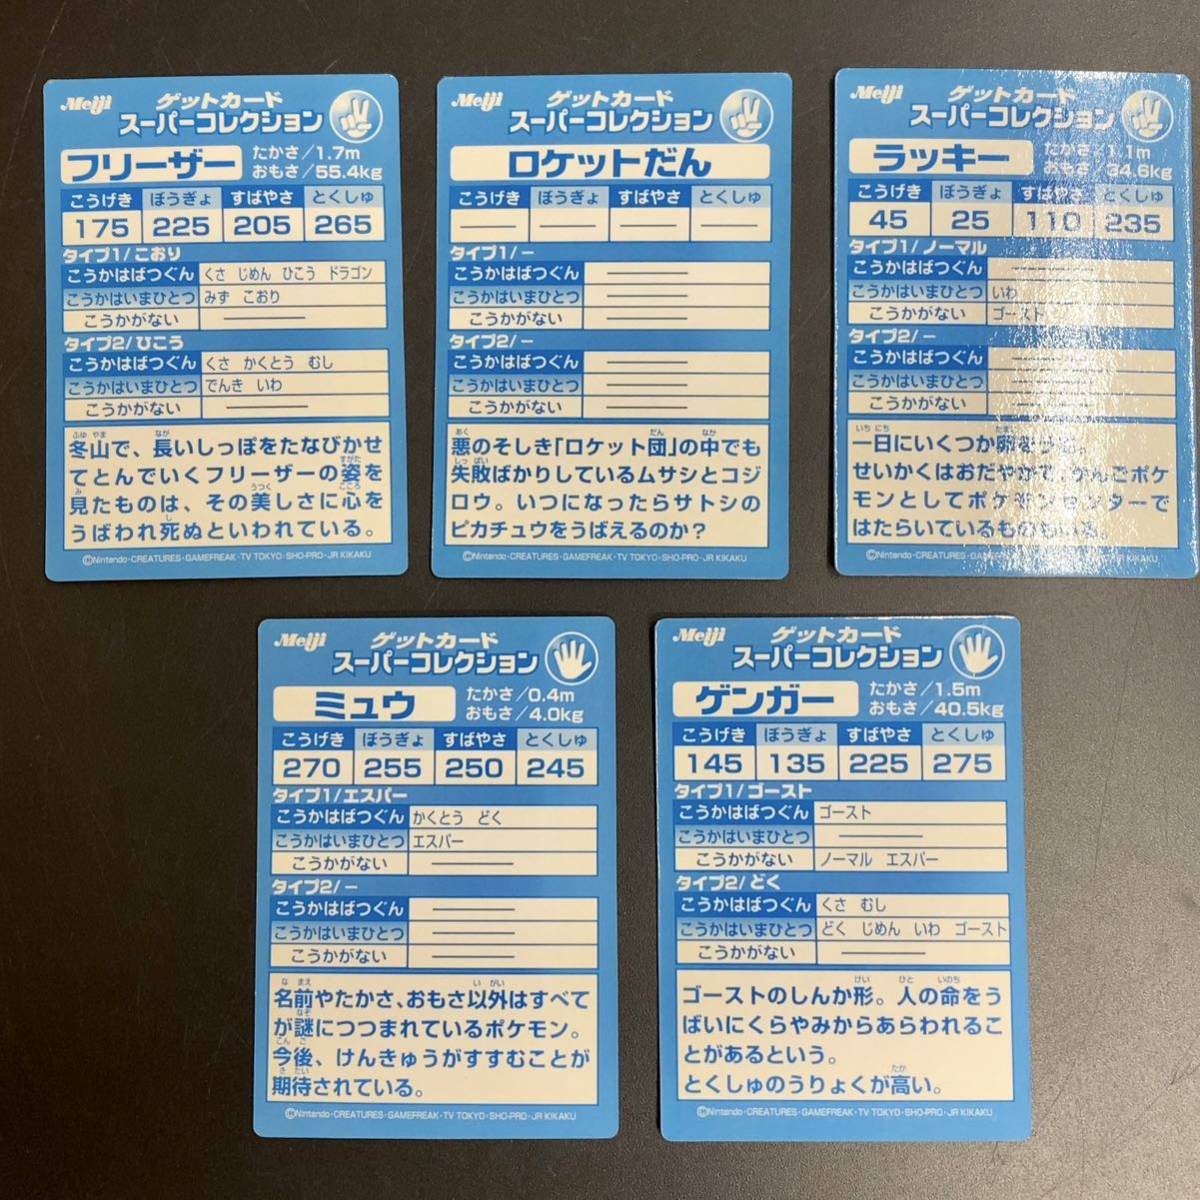 Meiji
ゲットカード
スーパーコレクション
フリーザー
たかさ/1.7m
おもさ/55.4kg
こうげき ぼうぎょ すばやさ とくしゅ
175 225 205 265
タイプ1/こおり
こうかはばつぐん くさ じめん ひこう ドラゴン
こうかはいまひとつ みず こおり
こうかがない ―
タイプ2/ひこう
こうかはばつぐん くさ かくとう むし
こうかはいまひとつ でんき いわ
こうかがない ―
冬山で、長いしっぽをたなびかせ
てとんでいくフリーザーの姿を
見たものは、その美しさに心を
うばわれ死ぬといわれている。
©Nintendo・CREATURES・GAMEFREAK・TV TOKYO・SHO-PRO・JR KIKAKU
Meiji
ゲットカード
スーパーコレクション
ロケットだん
こうげき ぼうぎょ すばやさ とくしゅ
― ― ― ―
タイプ1/―
こうかはばつぐん ―
こうかはいまひとつ ―
こうかがない ―
タイプ2/―
こうかはばつぐん ―
こうかはいまひとつ ―
こうかがない ―
悪のそしき「ロケット団」の中でも
失敗ばかりしているムサシとコジ
ロウ。いつになったらサトシの
ピカチュウをうばえるのか？
©Nintendo・CREATURES・GAMEFREAK・TV TOKYO・SHO-PRO・JR KIKAKU
Meiji
ゲットカード
スーパーコレクション
ラッキー
たかさ/1.1m
おもさ/34.6kg
こうげき ぼうぎょ すばやさ とくしゅ
45 25 110 235
タイプ1/ノーマル
こうかはばつぐん ―
こうかはいまひとつ いわ
こうかがない ゴースト
タイプ2/―
こうかはばつぐん ―
こうかはいまひとつ ―
こうかがない ―
一日にいくつか卵をうむ。
せいかくはおだやかで、かんごポケ
モンとしてポケモンセンターで
はたらいているものもいる。
©Nintendo・CREATURES・GAMEFREAK・TV TOKYO・SHO-PRO・JR KIKAKU
Meiji
ゲットカード
スーパーコレクション
ミュウ
たかさ/0.4m
おもさ/4.0kg
こうげき ぼうぎょ すばやさ とくしゅ
270 255 250 245
タイプ1/エスパー
こうかはばつぐん かくとう どく
こうかはいまひとつ エスパー
こうかがない ―
タイプ2/―
こうかはばつぐん ―
こうかはいまひとつ ―
こうかがない ―
名前やたかさ、おもさ以外はすべて
が謎につつまれているポケモン。
今後、けんきゅうがすすむことが
期待されている。
©Nintendo・CREATURES・GAMEFREAK・TV TOKYO・SHO-PRO・JR KIKAKU
Meiji
ゲットカード
スーパーコレクション
ゲンガー
たかさ/1.5m
おもさ/40.5kg
こうげき ぼうぎょ すばやさ とくしゅ
145 135 225 275
タイプ1/ゴースト
こうかはばつぐん ゴースト
こうかはいまひとつ ―
こうかがない ノーマル エスパー
タイプ2/どく
こうかはばつぐん くさ むし
こうかはいまひとつ どく じめん いわ ゴースト
こうかがない ―
ゴーストのしんか形。人の命をう
ばいにくらやみからあらわれるこ
とがあるという。
とくしゅのうりょくが高い。
©Nintendo・CREATURES・GAMEFREAK・TV TOKYO・SHO-PRO・JR KIKAKU